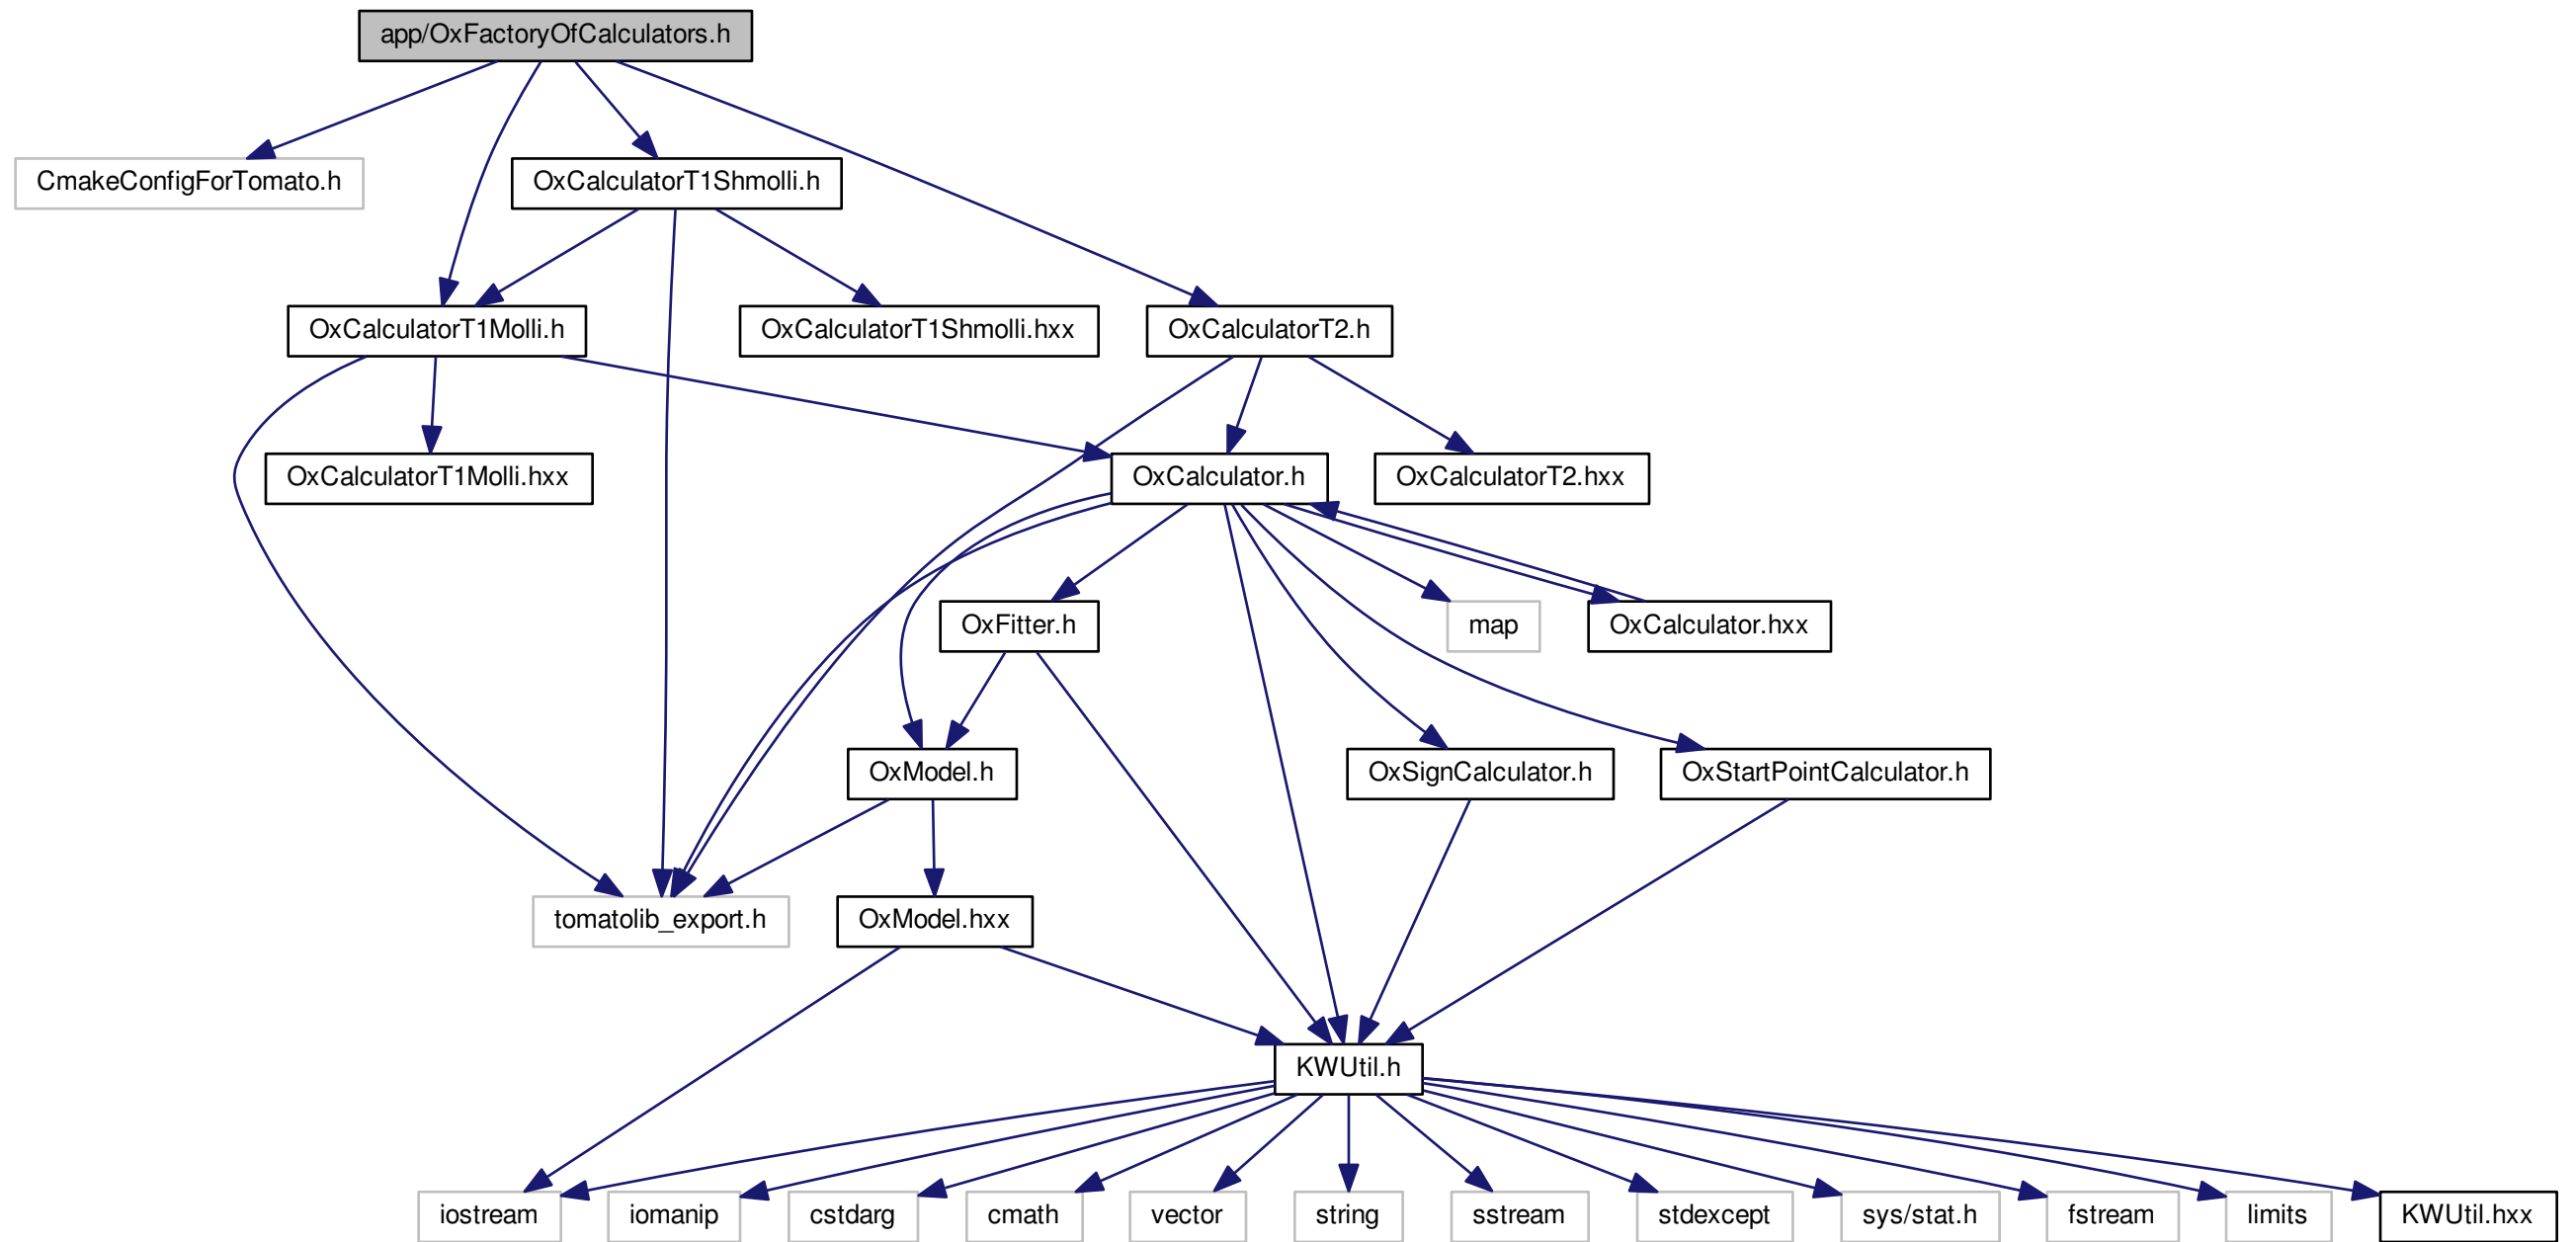 app/OxFactoryOfCalculators.h
CmakeConfigForTomato.h
OxCalculatorT1Shmolli.h
OxCalculatorT1Molli.h
OxCalculatorT1Shmolli.hxx
OxCalculatorT2.h
OxCalculatorT1Molli.hxx
OxCalculator.h
OxCalculatorT2.hxx
OxFitter.h
map
OxCalculator.hxx
OxModel.h
OxSignCalculator.h
OxStartPointCalculator.h
tomatolib_export.h
OxModel.hxx
KWUtil.h
iostream
iomanip
cstdarg
cmath
vector
string
sstream
stdexcept
sys/stat.h
fstream
limits
KWUtil.hxx